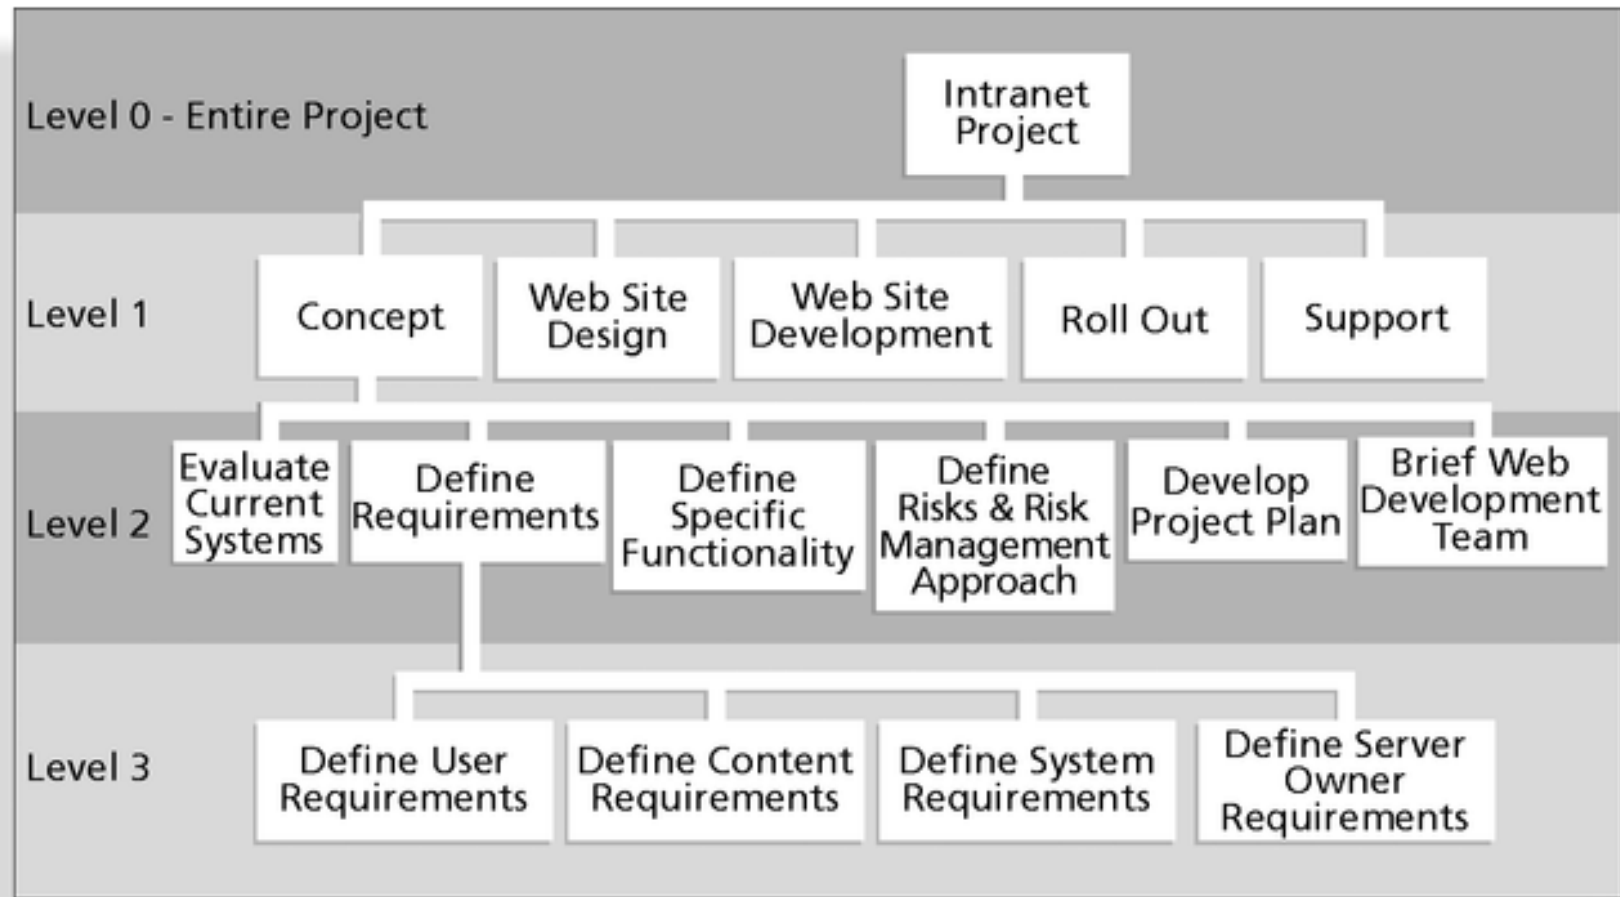 Level 0 - Entire Project
Intranet
Project
Level 1
Concept
Web Site
Design
Web Site
Development
Roll Out
Support
Level 2
Evaluate
Current
Systems
Define
Requirements
Define
Specific
Functionality
Define
Risks & Risk
Management
Approach
Develop
Project Plan
Brief Web
Development
Team
Level 3
Define User
Requirements
Define Content
Requirements
Define System
Requirements
Define Server
Owner
Requirements